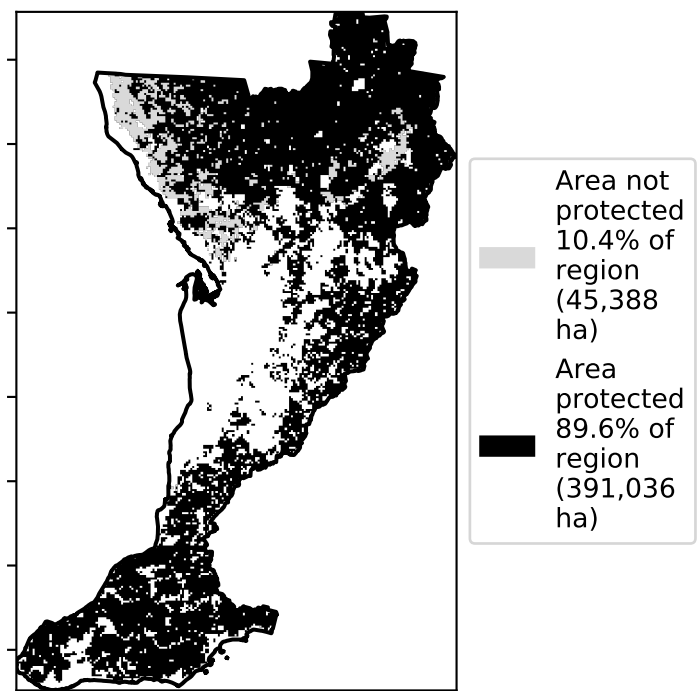 Area not
protected
10.4% of
region
(45,388
ha)
Area
protected
89.6% of
region
(391,036
ha)